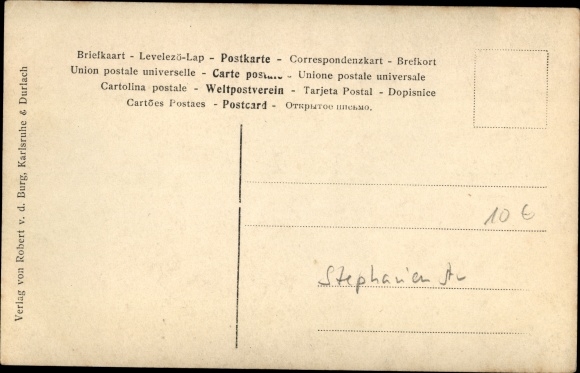 Briefkaart - Levelező-Lap - Postkarte - Correspondenzkart - Brefkort
Union postale universelle - Carte postale - Unione postale universale
Cartolina postale - Weltpostverein - Tarjeta Postal - Dopisnice
Cartões Postaes - Postcard - Открытое письмо.
10 €
Stephanien Str
Verlag von Robert v. d. Burg, Karlsruhe & Durlach